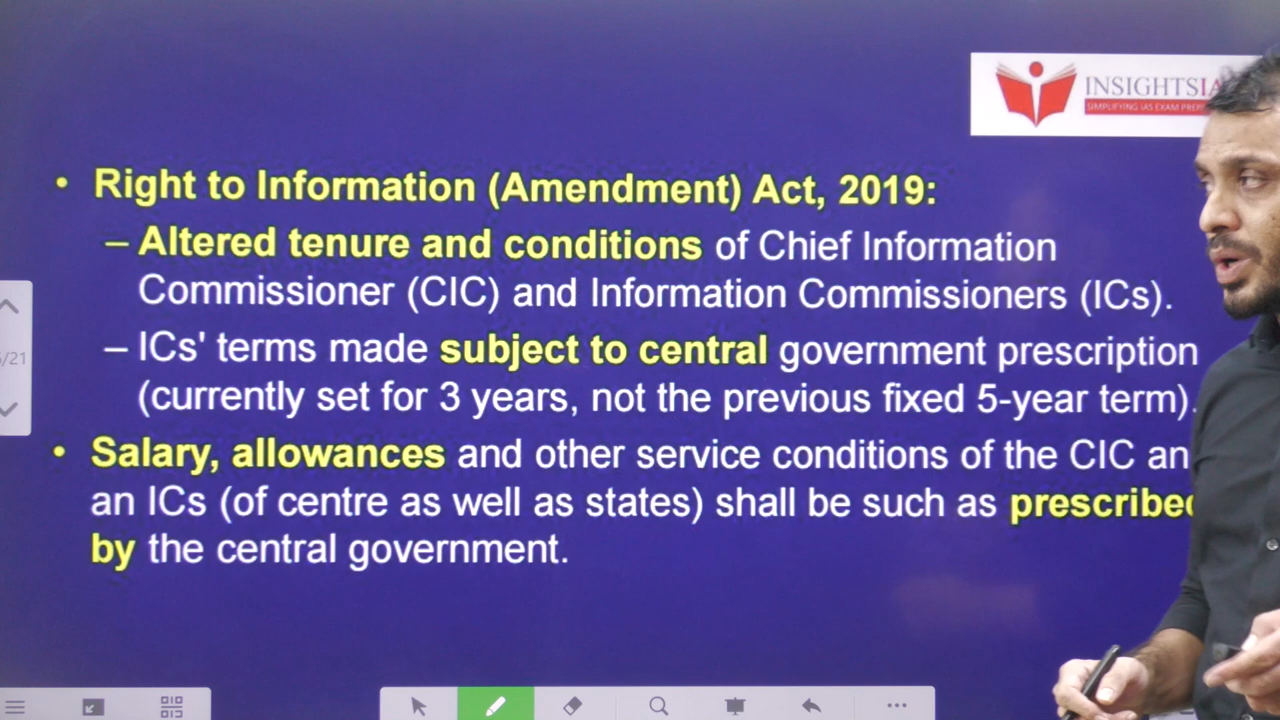 INSIGHTSIA
SIMPLIFYING IAS EXAM PREP
• Right to Information (Amendment) Act, 2019:
– Altered tenure and conditions of Chief Information
Commissioner (CIC) and Information Commissioners (ICs).
– ICs' terms made subject to central government prescription
(currently set for 3 years, not the previous fixed 5-year term).
• Salary, allowances and other service conditions of the CIC an
an ICs (of centre as well as states) shall be such as prescribed
by the central government.
/21